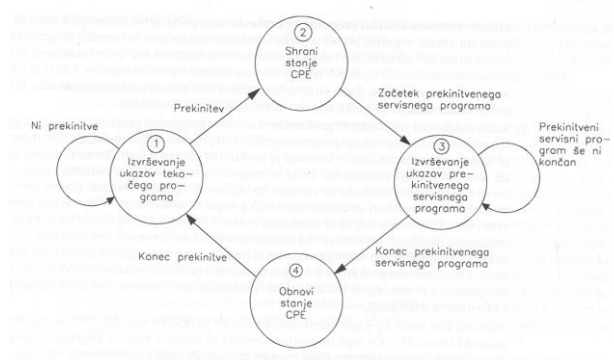 2
Shrani
stanje
CPE
Prekinitev
Začetek prekinitvenega
servisnega programa
Ni prekinitve
1
Izvrševanje
ukazov teko-
čega pro-
grama
3
Izvrševanje
ukazov pre-
kinitvenega
servisnega
programa
Prekinitveni
servisni pro-
gram še ni
končan
Konec prekinitve
Konec prekinitvenega
servisnega programa
4
Obnovi
stanje
CPE